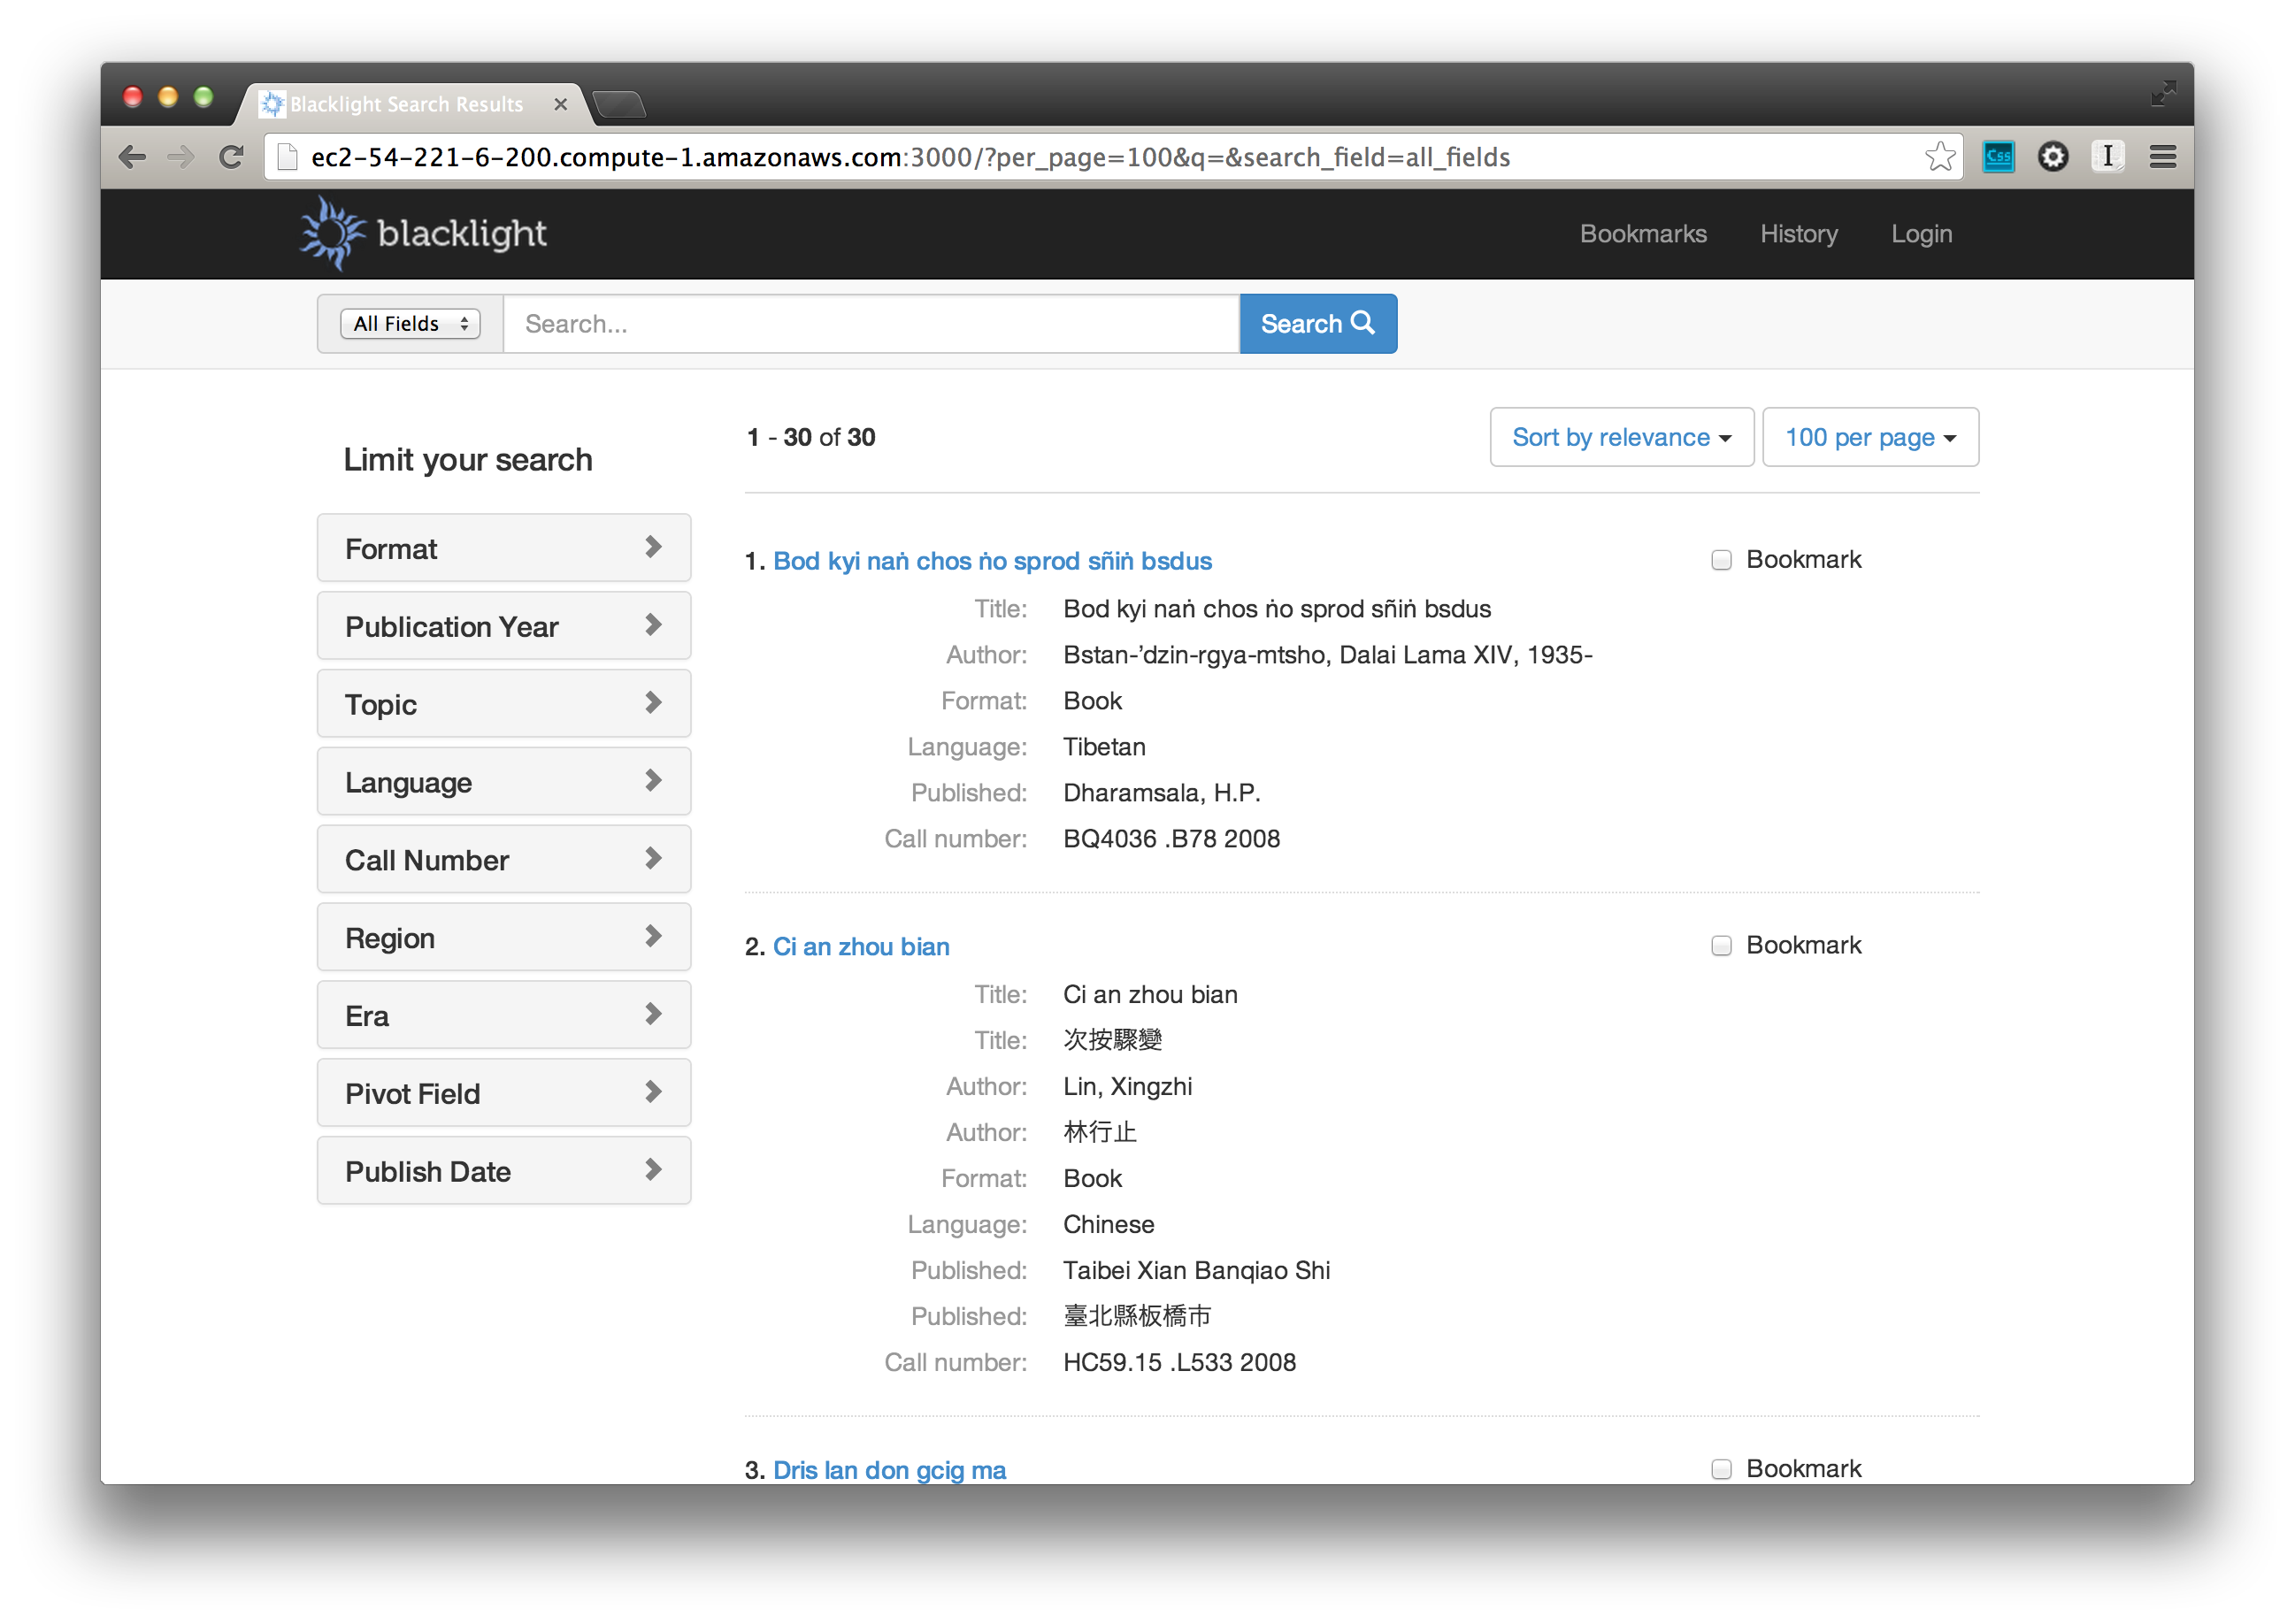 Blacklight Search Results
ec2-54-221-6-200.compute-1.amazonaws.com:3000/?per_page=100&q=&search_field=all_fields
Css
blacklight
Bookmarks History Login
All Fields Search... Search
Limit your search
Format
Publication Year
Topic
Language
Call Number
Region
Era
Pivot Field
Publish Date
1 - 30 of 30
Sort by relevance 100 per page
1. Bod kyi naṅ chos ṅo sprod sñiṅ bsdus
Bookmark
Title: Bod kyi naṅ chos ṅo sprod sñiṅ bsdus
Author: Bstan-ʼdzin-rgya-mtsho, Dalai Lama XIV, 1935-
Format: Book
Language: Tibetan
Published: Dharamsala, H.P.
Call number: BQ4036 .B78 2008
2. Ci an zhou bian
Bookmark
Title: Ci an zhou bian
Title: 次按驟變
Author: Lin, Xingzhi
Author: 林行止
Format: Book
Language: Chinese
Published: Taibei Xian Banqiao Shi
Published: 臺北縣板橋市
Call number: HC59.15 .L533 2008
3. Dris lan don gcig ma
Bookmark